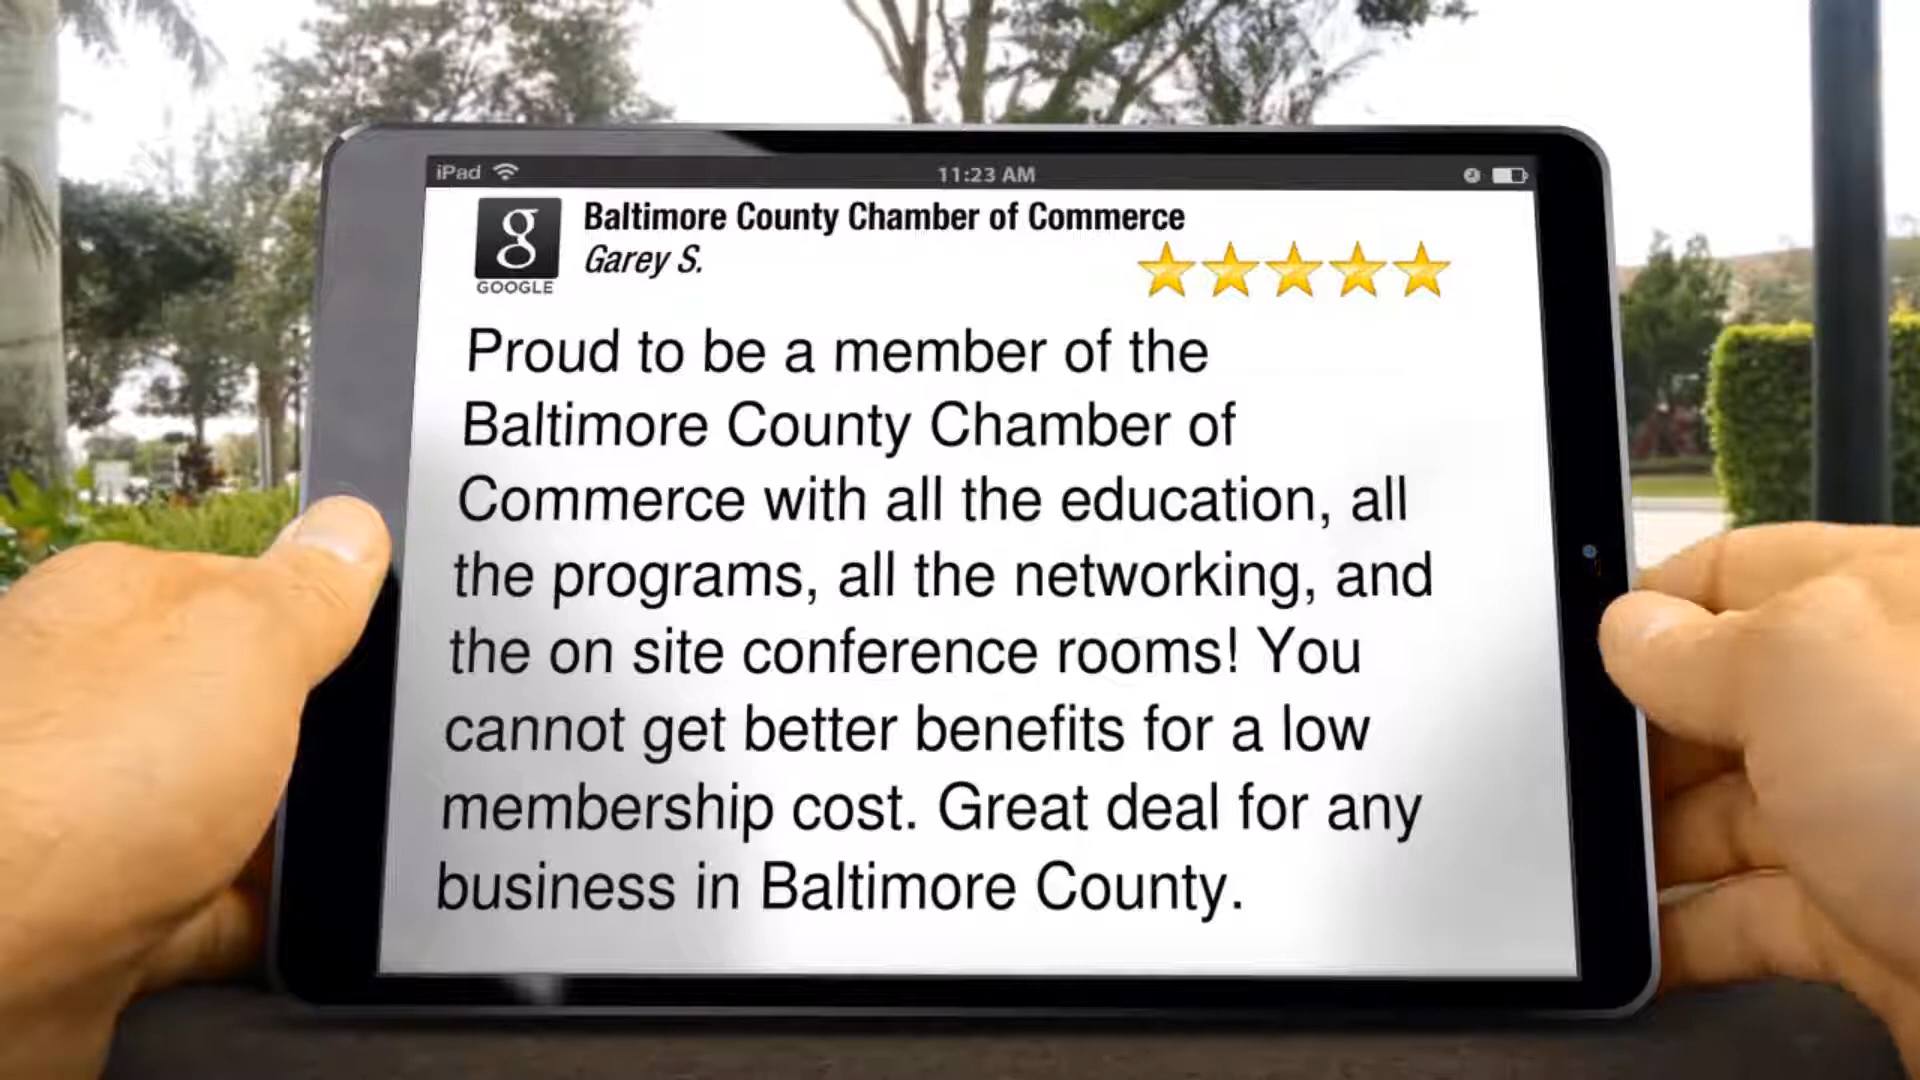 iPad
11:23 AM
g
GOOGLE
Baltimore County Chamber of Commerce
Garey S.
Proud to be a member of the
Baltimore County Chamber of
Commerce with all the education, all
the programs, all the networking, and
the on site conference rooms! You
cannot get better benefits for a low
membership cost. Great deal for any
business in Baltimore County.